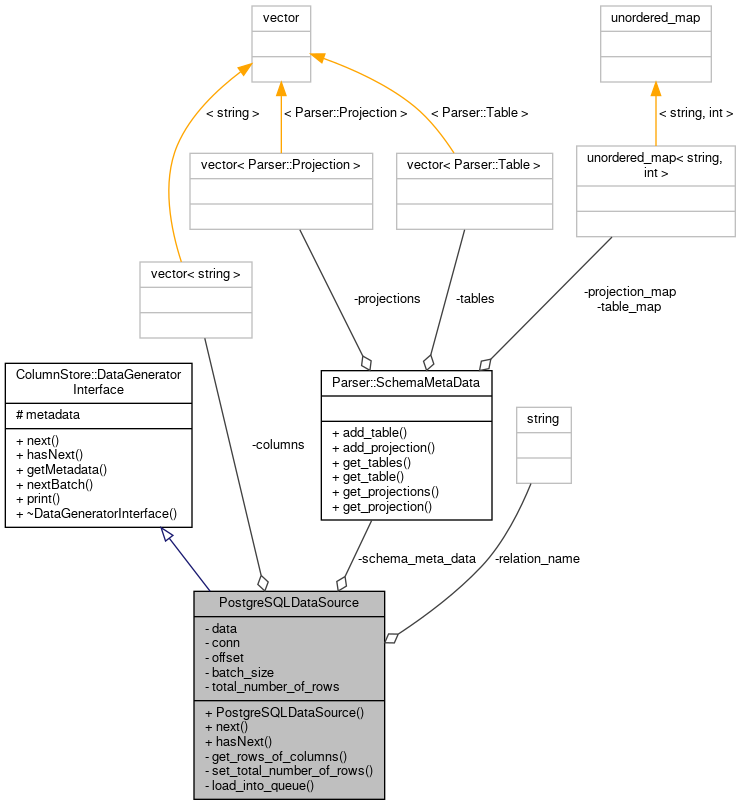 vector
unordered_map
< string >
< Parser::Projection >
< Parser::Table >
< string, int >
vector< Parser::Projection >
vector< Parser::Table >
unordered_map< string,
int >
vector< string >
-projections
-tables
-projection_map
-table_map
ColumnStore::DataGenerator
Interface
# metadata
+ next()
+ hasNext()
+ getMetadata()
+ nextBatch()
+ print()
+ ~DataGeneratorInterface()
-columns
Parser::SchemaMetaData
+ add_table()
+ add_projection()
+ get_tables()
+ get_table()
+ get_projections()
+ get_projection()
string
-schema_meta_data
-relation_name
PostgreSQLDataSource
- data
- conn
- offset
- batch_size
- total_number_of_rows
+ PostgreSQLDataSource()
+ next()
+ hasNext()
- get_rows_of_columns()
- set_total_number_of_rows()
- load_into_queue()